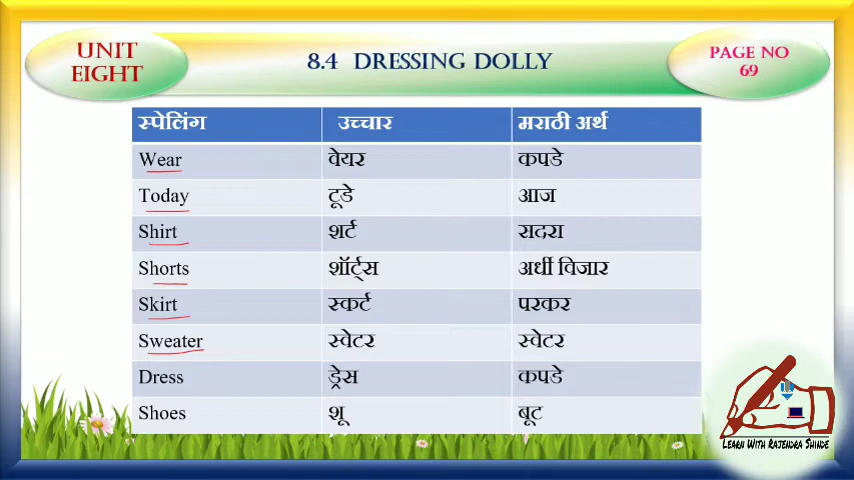 UNIT
EIGHT
8.4 DRESSING DOLLY
PAGE NO
69
स्पेलिंग उच्चार मराठी अर्थ
Wear वेयर कपडे
Today टूडे आज
Shirt शर्ट सदरा
Shorts शॉर्ट्स अर्धी विजार
Skirt स्कर्ट परकर
Sweater स्वेटर स्वेटर
Dress ड्रेस कपडे
Shoes शू बूट
LEARN WITH RAJENDRA SHINDE